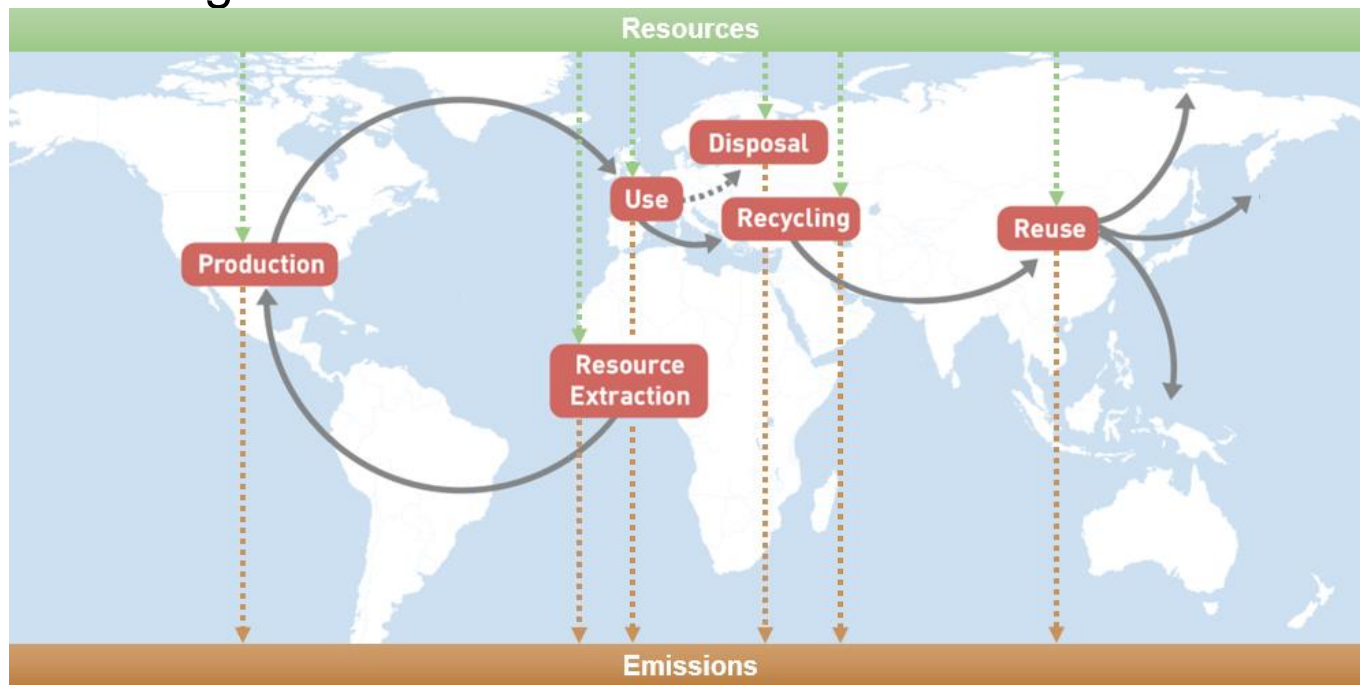 Resources
Disposal
Use
Recycling
Reuse
Production
Resource
Extraction
Emissions